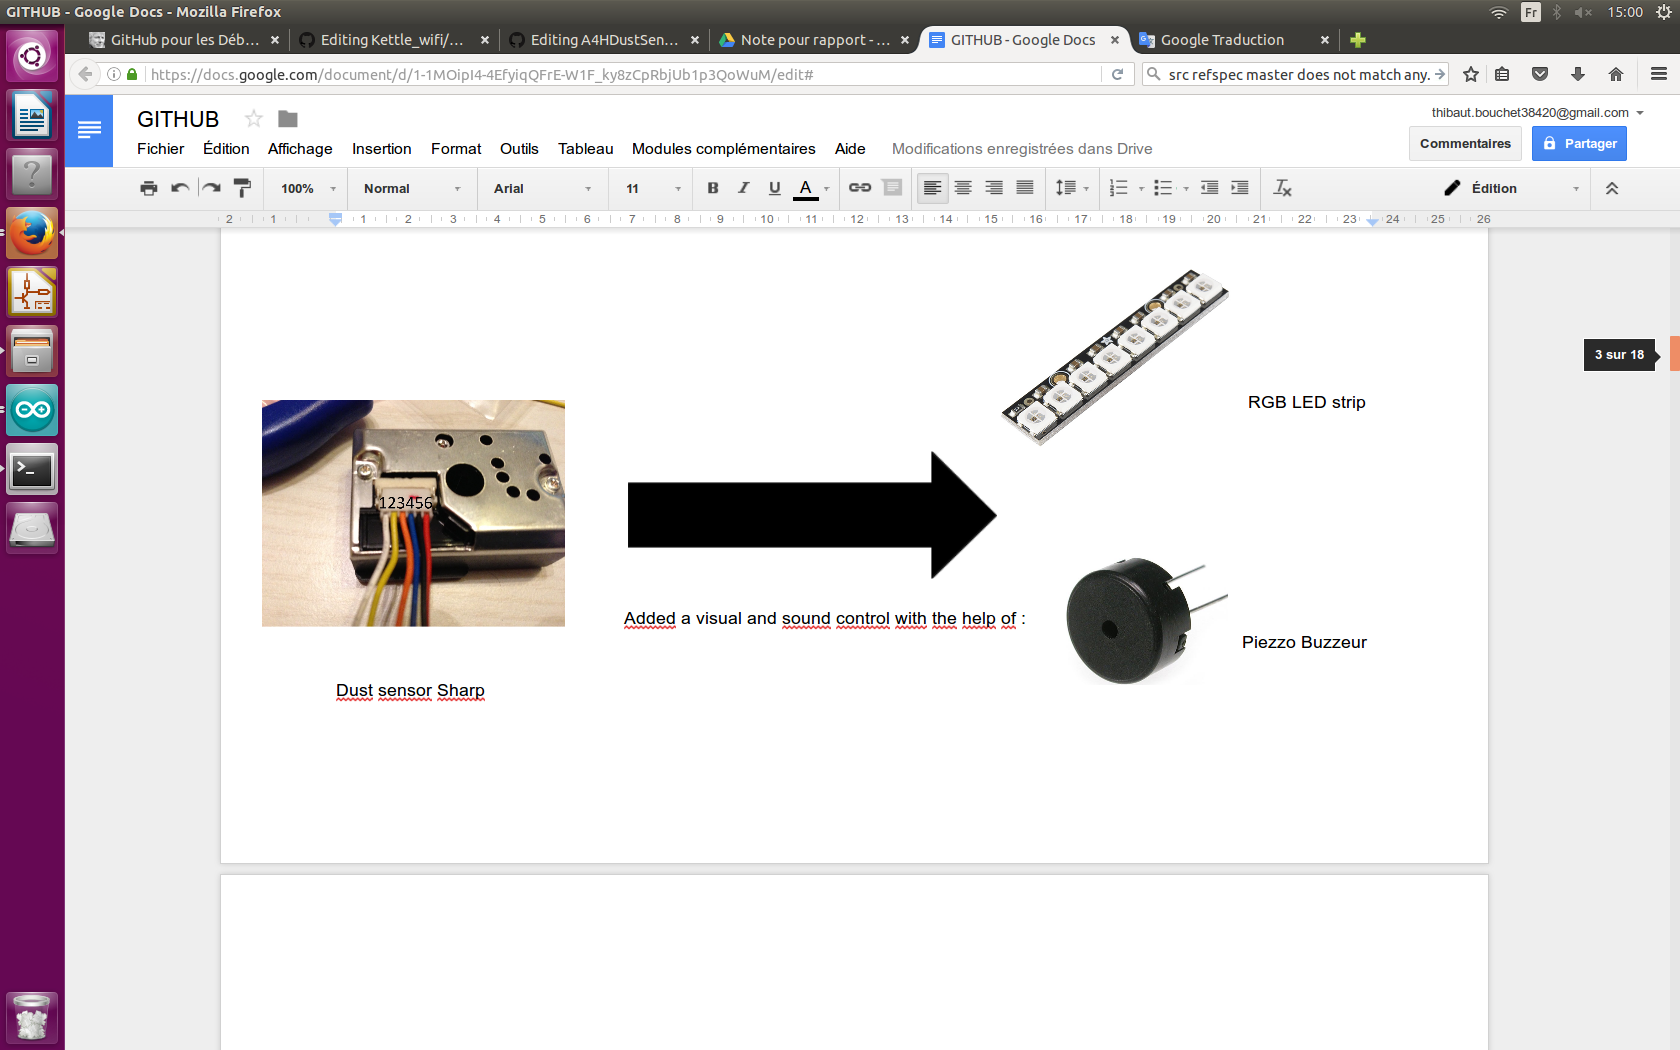 GITHUB - Google Docs - Mozilla Firefox
Fr
15:00
GitHub pour les Déb...
Editing Kettle_wifi/...
Editing A4HDustSen...
Note pour rapport - ...
GITHUB - Google Docs
Google Traduction
https://docs.google.com/document/d/1-1MOipI4-4EfyiqQFrE-W1F_ky8zCpRbjUb1p3QoWuM/edit#
src refspec master does not match any.
GITHUB
thibaut.bouchet38420@gmail.com
Fichier Édition Affichage Insertion Format Outils Tableau Modules complémentaires Aide Modifications enregistrées dans Drive
Commentaires
Partager
100% Normal Arial 11 B I U A Édition
2 1 1 2 3 4 5 6 7 8 9 10 11 12 13 14 15 16 17 18 19 20 21 22 23 24 25 26
3 sur 18
RGB LED strip
123456
Added a visual and sound control with the help of :
Piezzo Buzzeur
Dust sensor Sharp